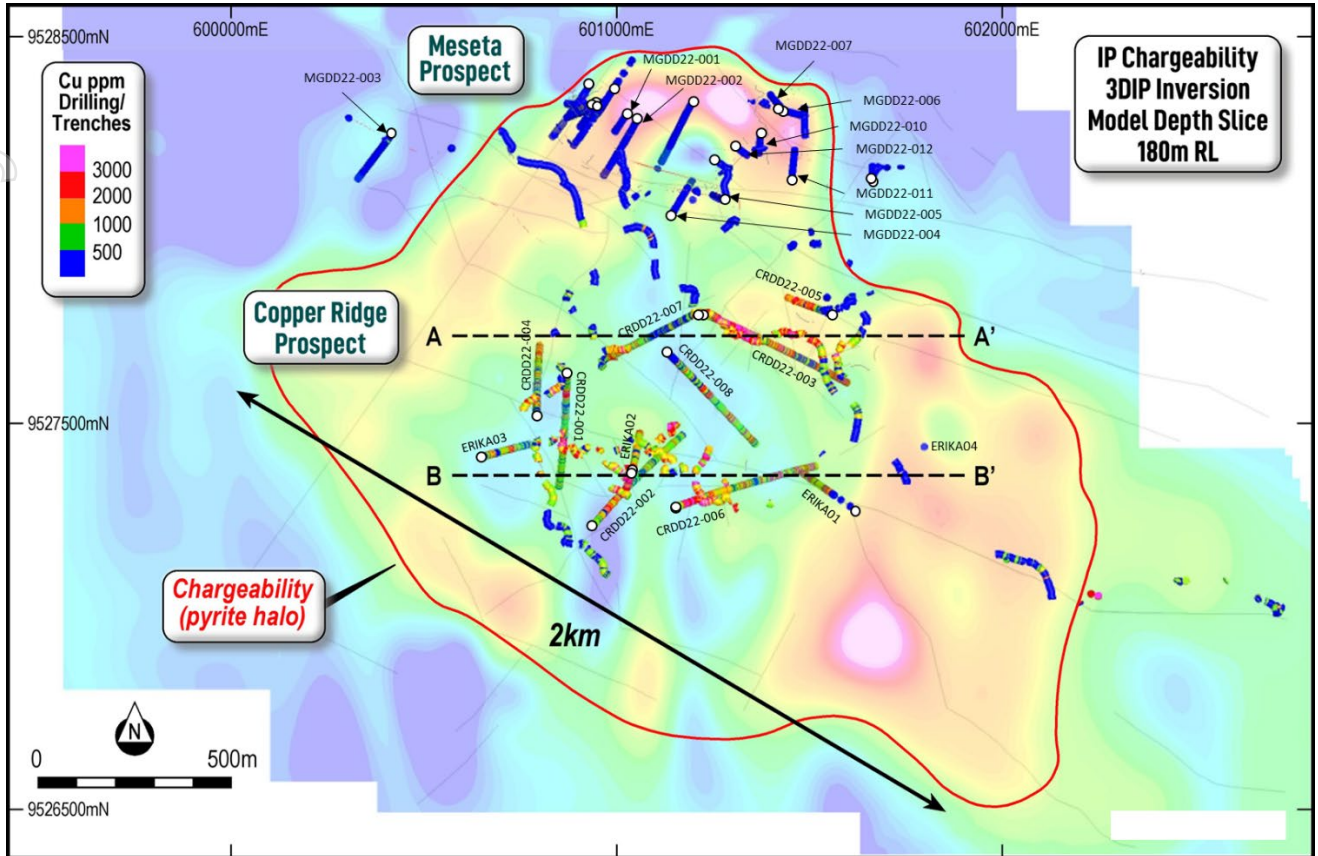 600000mE
601000mE
602000mE
9528500mN
Meseta
Prospect
MGDD22-007
MGDD22-001
MGDD22-002
MGDD22-003
MGDD22-006
MGDD22-010
MGDD22-012
MGDD22-011
MGDD22-005
MGDD22-004
IP Chargeability
3DIP Inversion
Model Depth Slice
180m RL
Cu ppm
Drilling/
Trenches
3000
2000
1000
500
Copper Ridge
Prospect
CRDD22-005
CRDD22-007
A
A'
CRDD22-004
CRDD22-003
CRDD22-008
CRDD22-001
9527500mN
ERIKA03
ERIKA02
ERIKA04
B
B'
CRDD22-002
CRDD22-006
ERIKA01
Chargeability
(pyrite halo)
2km
N
0
500m
9526500mN